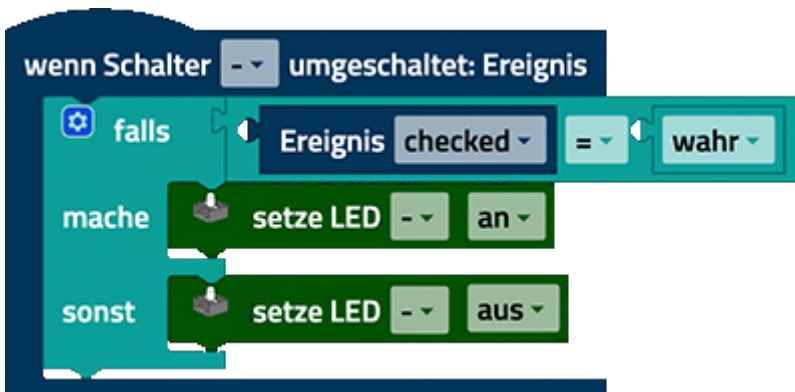 wenn Schalter - umgeschaltet: Ereignis
falls Ereignis checked = wahr
mache setze LED - an
sonst setze LED - aus